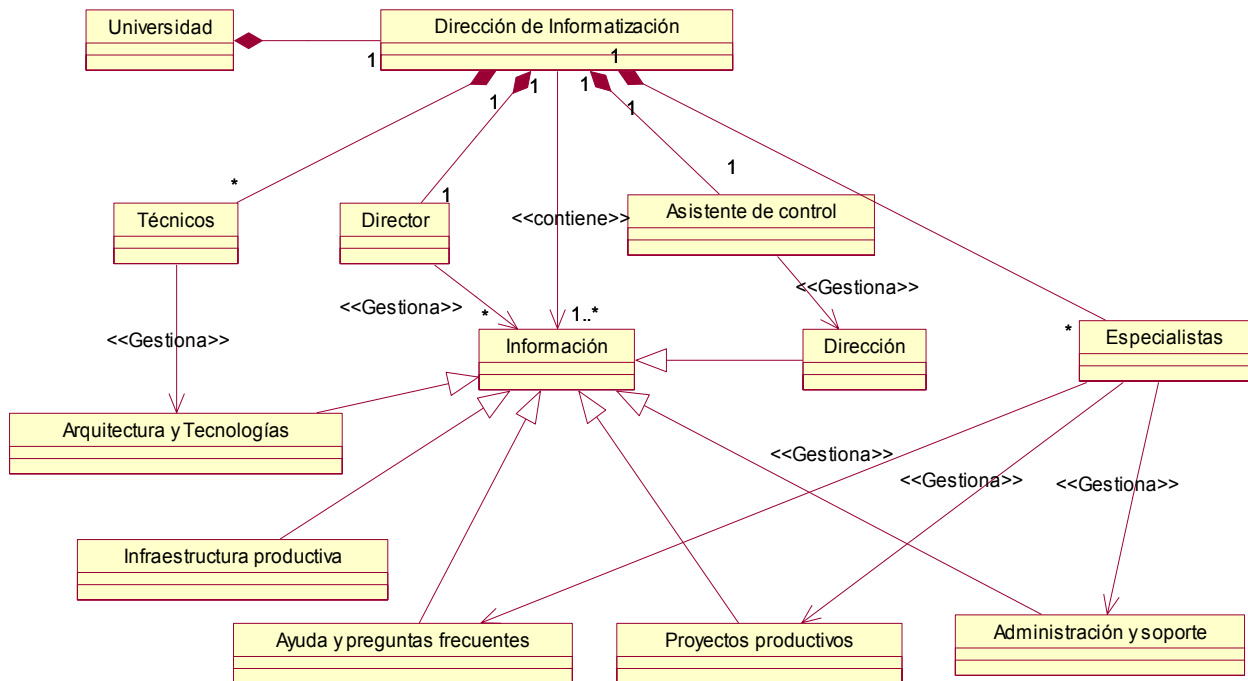 Universidad
Dirección de Informatización
1
1
1
1
1
1
*
1
1
Técnicos
Director
<<contiene>>
Asistente de control
<<Gestiona>>
<<Gestiona>>
<<Gestiona>>
*
1..*
*
Información
Dirección
Especialistas
Arquitectura y Tecnologías
<<Gestiona>>
<<Gestiona>>
<<Gestiona>>
Infraestructura productiva
Ayuda y preguntas frecuentes
Proyectos productivos
Administración y soporte